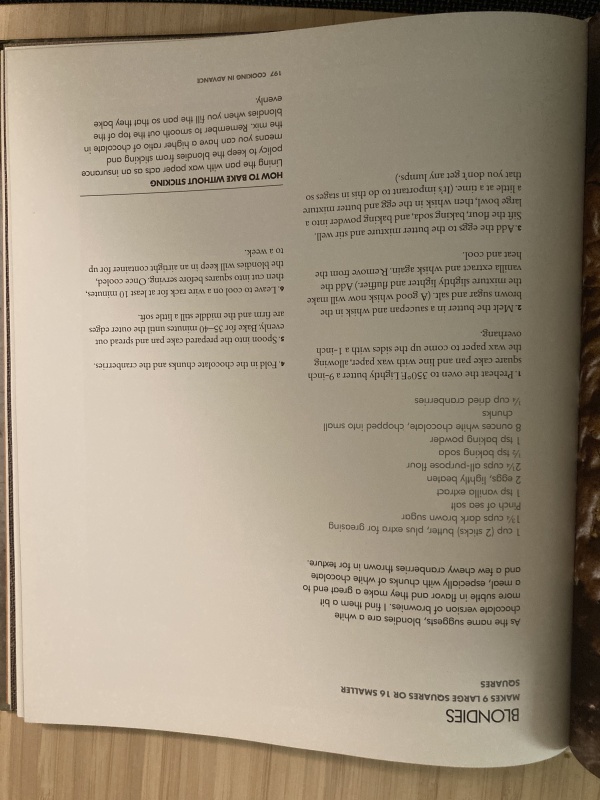 BLONDIES
MAKES 9 LARGE SQUARES OR 16 SMALLER
SQUARES
As the name suggests, blondies are a white
chocolate version of brownies. I find them a bit
more subtle in flavor and they make a great end to
a meal, especially with chunks of white chocolate
and a few chewy cranberries thrown in for texture.
1 cup (2 sticks) butter, plus extra for greasing
1¾ cups dark brown sugar
Pinch of sea salt
1 tsp vanilla extract
2 eggs, lightly beaten
2¼ cups all-purpose flour
½ tsp baking soda
1 tsp baking powder
8 ounces white chocolate, chopped into small
chunks
cup dried cranberries
1. Preheat the oven to 350°F. Lightly butter a 9-inch
square cake pan and line with wax paper, allowing
the wax paper to come up the sides with a 1-inch
overhang.
2. Melt the butter in a saucepan and whisk in the
brown sugar and salt. (A good whisk now will make
the mixture slightly lighter and fluffier.) Add the
vanilla extract and whisk again. Remove from the
heat and cool.
3. Add the eggs to the butter mixture and stir well.
Sift the flour, baking soda, and baking powder into a
large bowl, then whisk in the egg and butter mixture
a little at a time. (It's important to do this in stages so
that you don't get any lumps.)
4. Fold in the chocolate chunks and the cranberries.
5. Spoon into the prepared cake pan and spread out
evenly. Bake for 35–40 minutes until the outer edges
are firm and the middle still a little soft.
6. Leave to cool on a wire rack for at least 10 minutes,
then cut into squares before serving. Once cooled,
the blondies will keep in an airtight container for up
to a week.
HOW TO BAKE WITHOUT STICKING
Lining the pan with wax paper acts as an insurance
policy to keep the blondies from sticking and
means you can have a higher ratio of chocolate in
the mix. Remember to smooth out the top of the
blondies when you fill the pan so that they bake
evenly.
197 COOKING IN ADVANCE